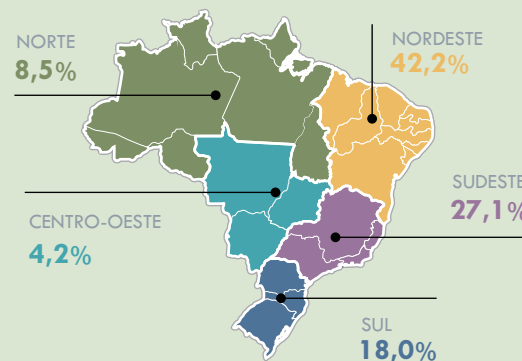 NORTE
8,5%
NORDESTE
42,2%
SUDESTE
27,1%
CENTRO-OESTE
4,2%
SUL
18,0%